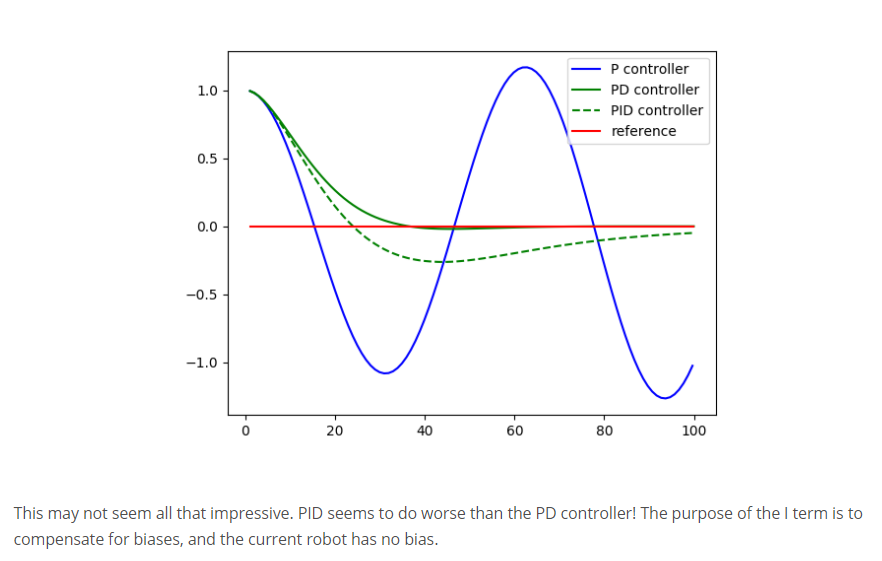 P controller
PD controller
PID controller
reference
1.0
0.5
0.0
−0.5
−1.0
0 20 40 60 80 100
This may not seem all that impressive. PID seems to do worse than the PD controller! The purpose of the I term is to
compensate for biases, and the current robot has no bias.